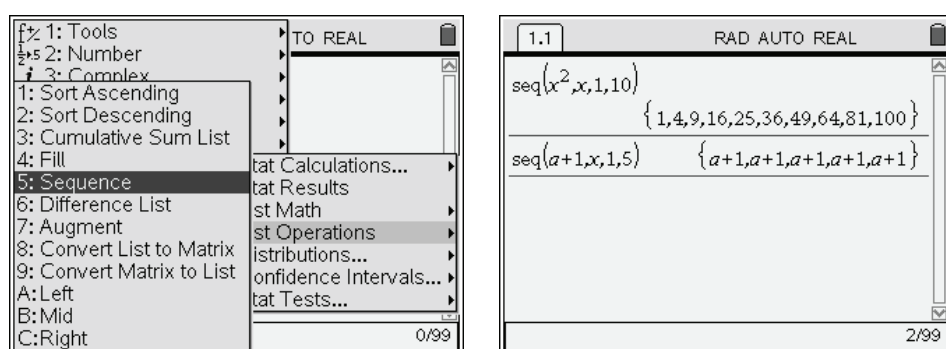 1: Tools
2: Number
3: Complex
TO REAL
1: Sort Ascending
2: Sort Descending
3: Cumulative Sum List
4: Fill
5: Sequence
6: Difference List
7: Augment
8: Convert List to Matrix
9: Convert Matrix to List
A:Left
B:Mid
C:Right
tat Calculations...
tat Results
st Math
st Operations
istributions...
onfidence Intervals...
tat Tests...
0/99
1.1 RAD AUTO REAL
seq(x²,x,1,10)
{1,4,9,16,25,36,49,64,81,100}
seq(a+1,x,1,5) {a+1,a+1,a+1,a+1,a+1}
2/99